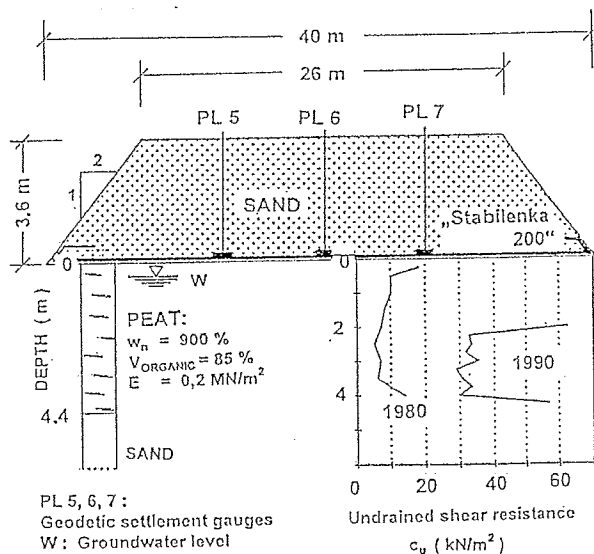 40 m
26 m
PL 5 PL 6 PL 7
2
1
3,6 m
SAND
„Stabilenka
200“
0
W
0
DEPTH (m)
PEAT:
wn = 900 %
VORGANIC = 85 %
E = 0,2 MN/m²
2
1990
4
1980
4.4
SAND
0 20 40 60
PL 5, 6, 7 :
Geodetic settlement gauges
W : Groundwater level
Undrained shear resistance
cu ( kN/m² )